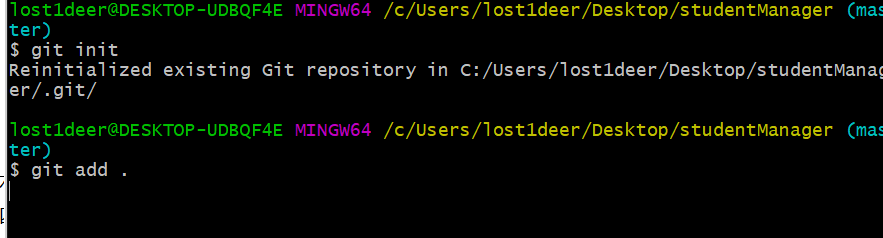 lost1deer@DESKTOP-UDBQF4E MINGW64 /c/Users/lost1deer/Desktop/studentManager (mas
ter)
$ git init
Reinitialized existing Git repository in C:/Users/lost1deer/Desktop/studentManag
er/.git/
lost1deer@DESKTOP-UDBQF4E MINGW64 /c/Users/lost1deer/Desktop/studentManager (mas
ter)
$ git add .